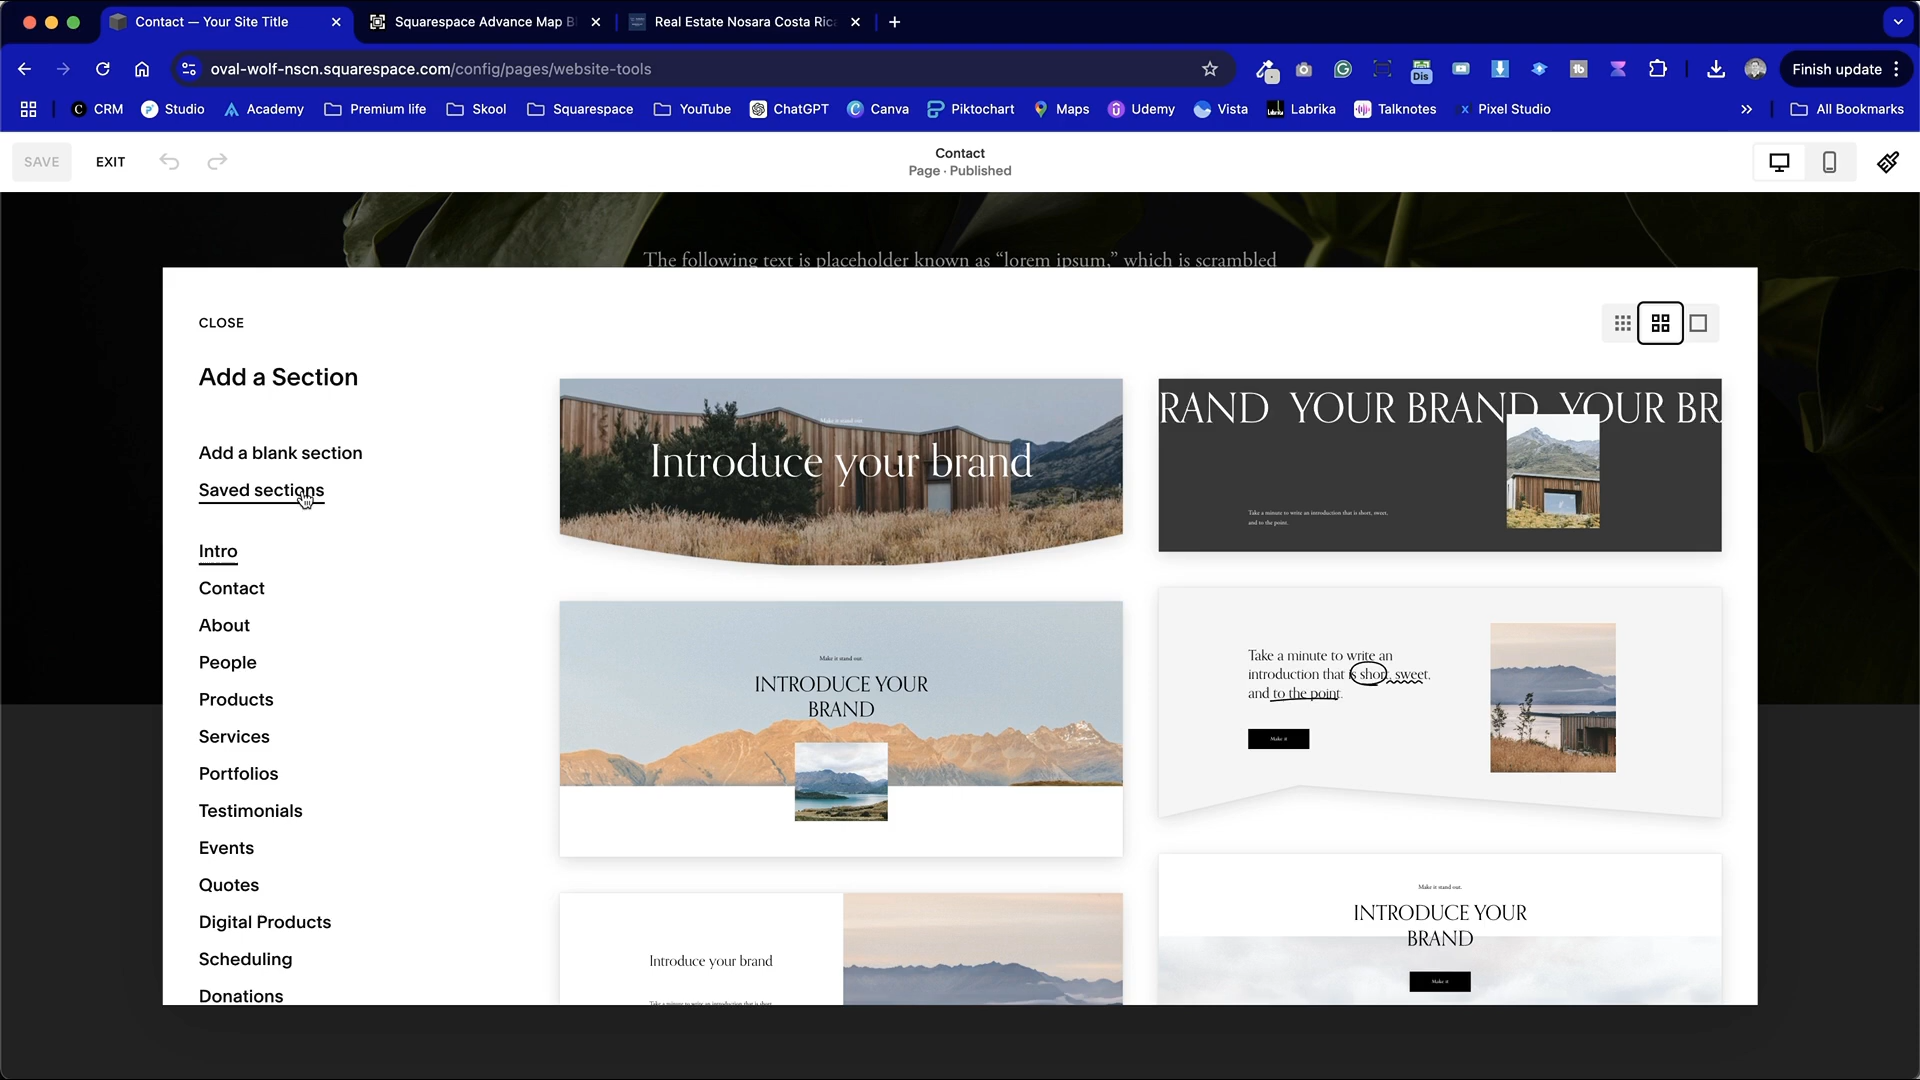 Contact — Your Site Title
Squarespace Advance Map B
Real Estate Nosara Costa Rica
oval-wolf-nscn.squarespace.com/config/pages/website-tools
Dis
Finish update
CRM
Studio
Academy
Premium life
Skool
Squarespace
YouTube
ChatGPT
Canva
Piktochart
Maps
Udemy
Vista
Labrika
Talknotes
Pixel Studio
All Bookmarks
SAVE
EXIT
Contact
Page · Published
The following text is placeholder known as “lorem ipsum,” which is scrambled
CLOSE
Add a Section
Add a blank section
Saved sections
Intro
Contact
About
People
Products
Services
Portfolios
Testimonials
Events
Quotes
Digital Products
Scheduling
Donations
Make it stand out.
Introduce your brand
RAND YOUR BRAND YOUR BR
Take a minute to write an introduction that is short, sweet,
and to the point.
Make it stand out.
INTRODUCE YOUR
BRAND
Take a minute to write an
introduction that is short, sweet,
and to the point.
Make it
Introduce your brand
Take a minute to write an introduction that is short,
Make it stand out.
INTRODUCE YOUR
BRAND
Make it